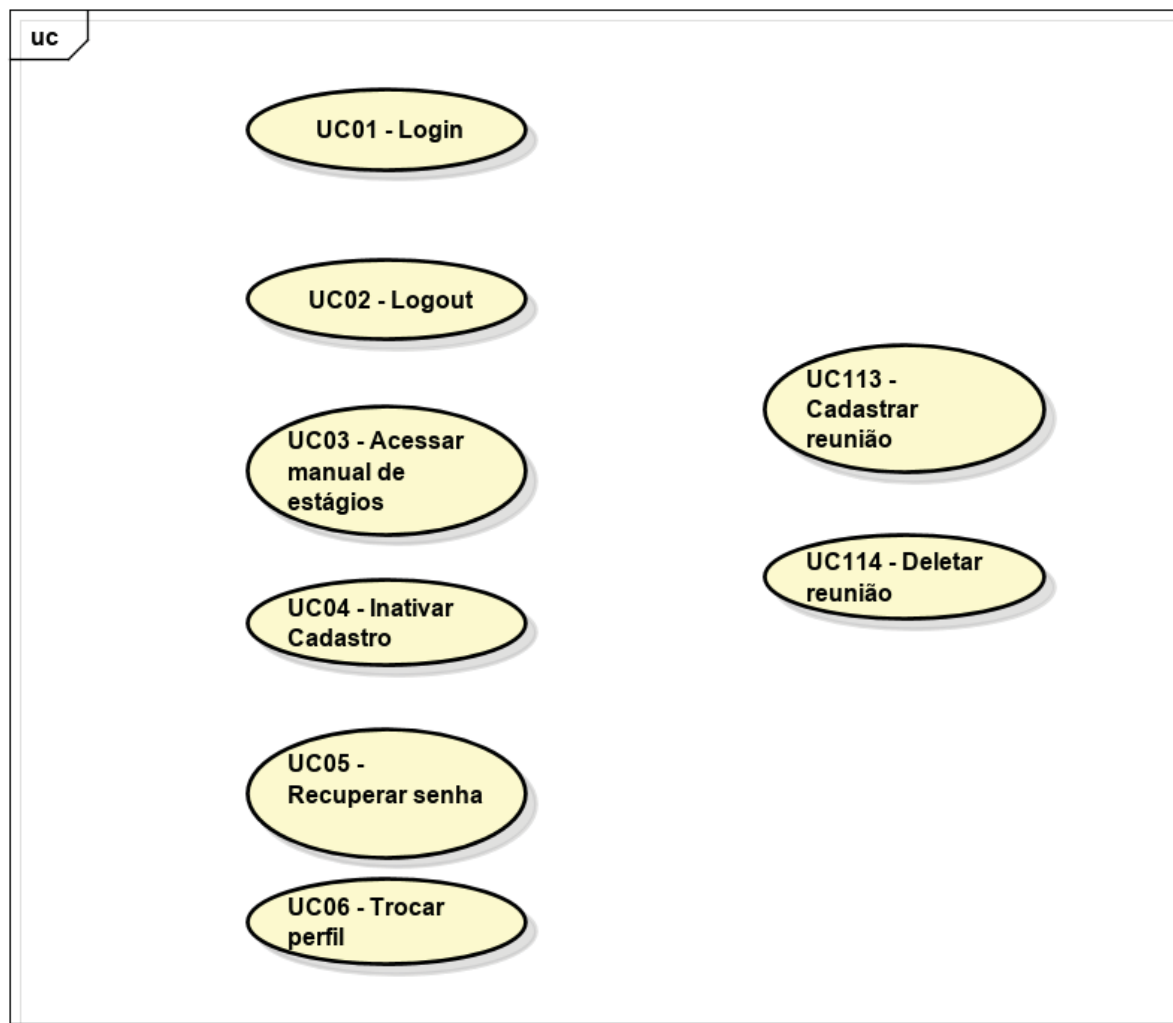 uc
UC01 - Login
UC02 - Logout
UC03 - Acessar
manual de
estágios
UC04 - Inativar
Cadastro
UC05 -
Recuperar senha
UC06 - Trocar
perfil
UC113 -
Cadastrar
reunião
UC114 - Deletar
reunião